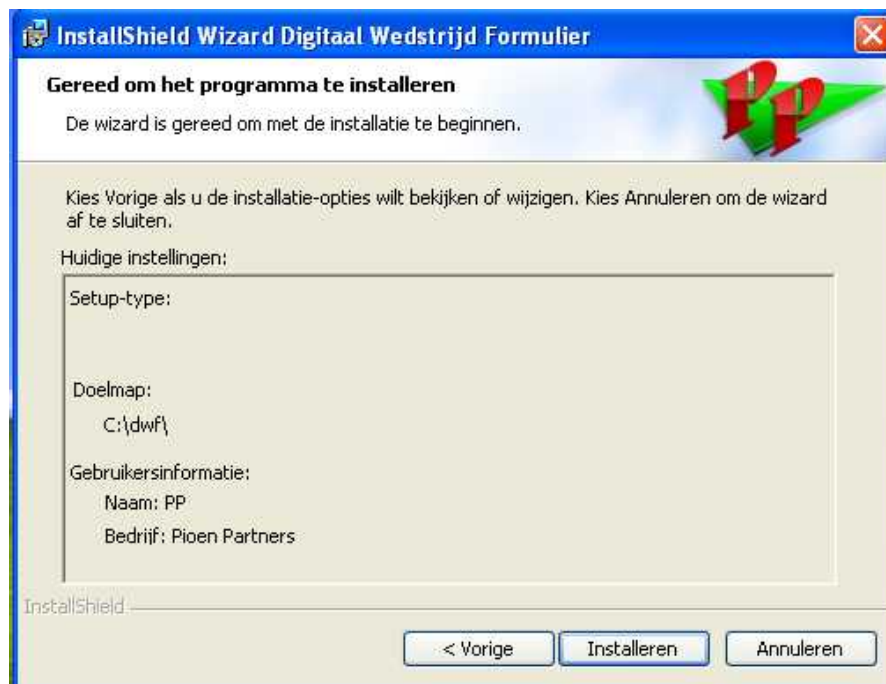 InstallShield Wizard Digitaal Wedstrijd Formulier
Gereed om het programma te installeren
De wizard is gereed om met de installatie te beginnen.
PP
Kies Vorige als u de installatie-opties wilt bekijken of wijzigen. Kies Annuleren om de wizard
af te sluiten.
Huidige instellingen:
Setup-type:
Doelmap:
C:\dwf\
Gebruikersinformatie:
Naam: PP
Bedrijf: Pioen Partners
InstallShield
< Vorige
Installeren
Annuleren